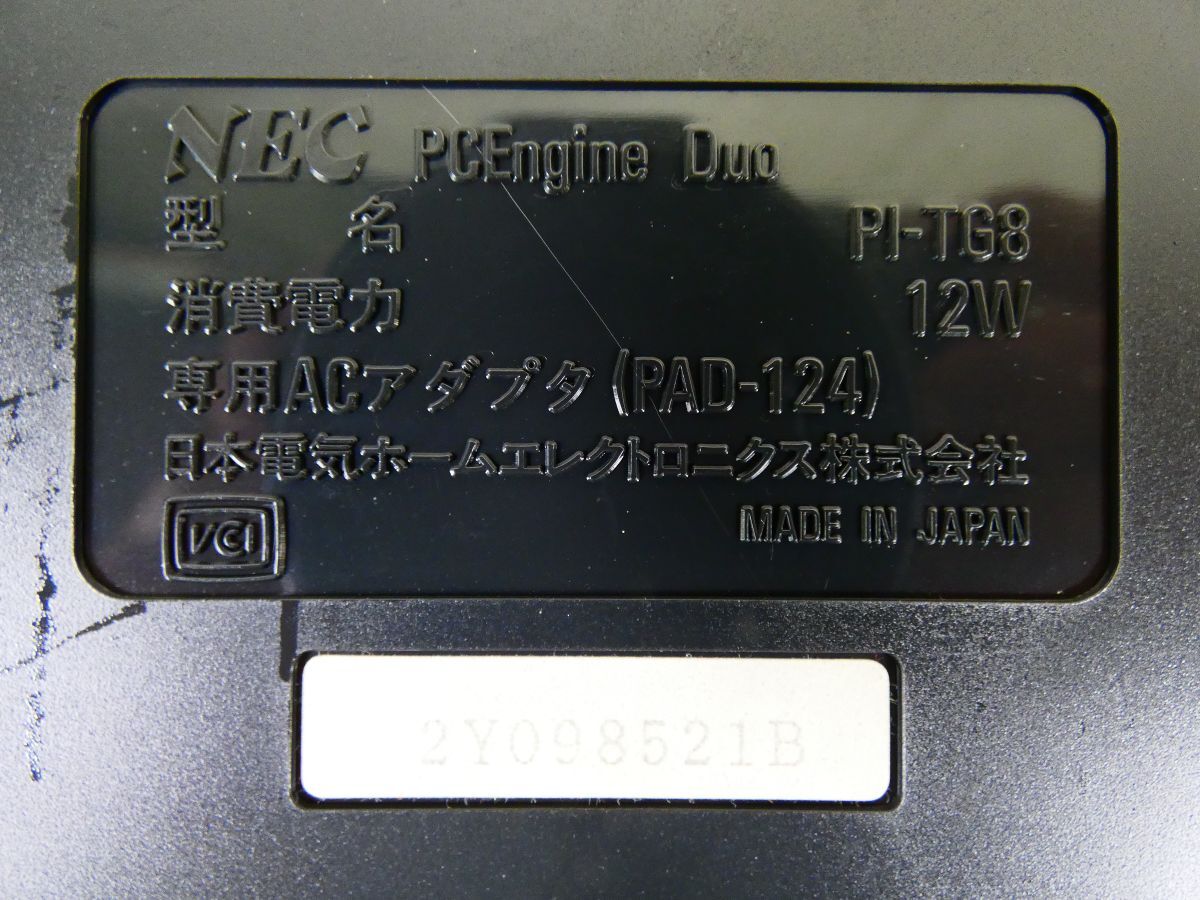 NEC PCEngine Duo
型名 PI-TG8
消費電力 12W
専用ACアダプタ(PAD-124)
日本電気ホームエレクトロニクス株式会社
VCI MADE IN JAPAN
2Y098521B